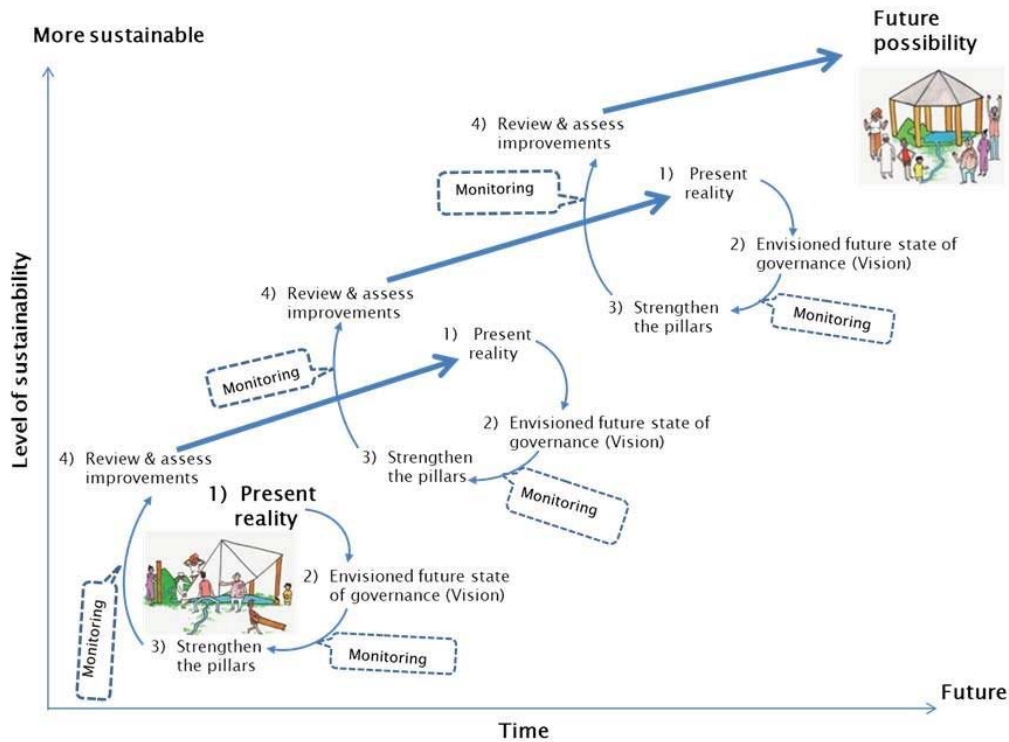 More sustainable
Future
possibility
4) Review & assess
improvements
Monitoring
1) Present
reality
2) Envisioned future state of
governance (Vision)
3) Strengthen
the pillars
Monitoring
4) Review & assess
improvements
Monitoring
1) Present
reality
2) Envisioned future state of
governance (Vision)
3) Strengthen
the pillars
Monitoring
4) Review & assess
improvements
1) Present
reality
2) Envisioned future state
of governance (Vision)
3) Strengthen
the pillars
Monitoring
Monitoring
Level of sustainability
Future
Time